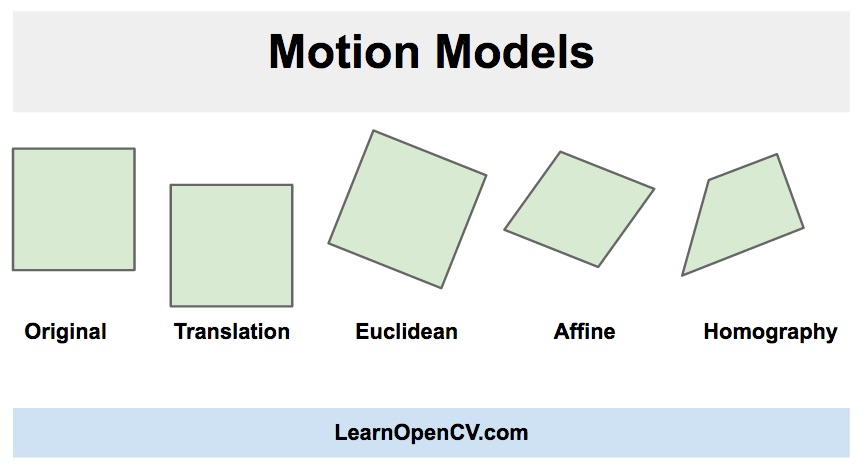 Motion Models
Original Translation Euclidean Affine Homography
LearnOpenCV.com